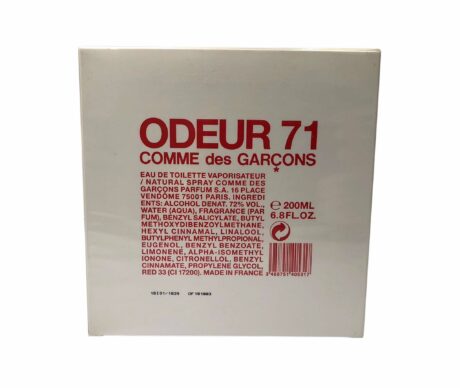 ODEUR 71
COMME des GARÇONS
*
EAU DE TOILETTE VAPORISATEUR
/ NATURAL SPRAY COMME DES
GARÇONS PARFUM S.A. 16 PLACE
VENDÔME 75001 PARIS. INGREDI
ENTS: ALCOHOL DENAT. 72% VOL.,
WATER (AQUA), FRAGRANCE (PAR
FUM), BENZYL SALICYLATE, BUTYL
METHOXYDIBENZOYLMETHANE,
HEXYL CINNAMAL, LINALOOL,
BUTYLPHENYL METHYLPROPIONAL,
EUGENOL, BENZYL BENZOATE,
LIMONENE, ALPHA-ISOMETHYL
IONONE, CITRONELLOL, BENZYL
CINNAMATE, PROPYLENE GLYCOL,
RED 33 (CI 17200). MADE IN FRANCE
℮ 200ML
6.8FL.OZ.